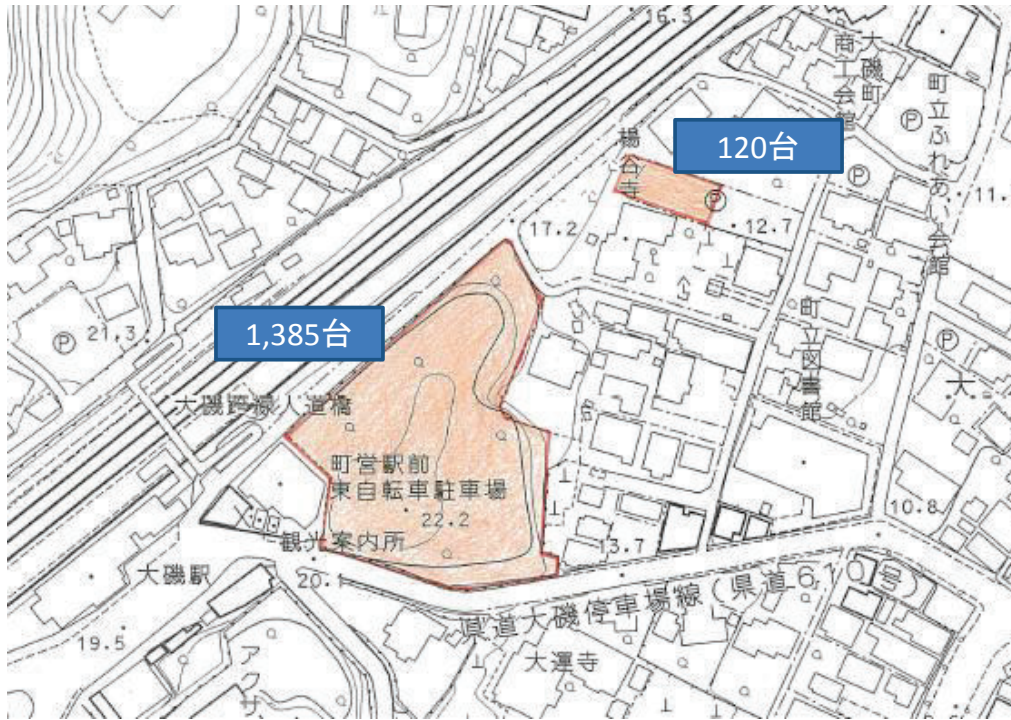 16.3
大磯町
商工会館
町立ふれあい会館
120台
楊谷寺
P
P
P
11.
12.7
17.2
1,385台
P
21.3
大磯跨線人道橋
町立図書館
P
大
町営駅前
東自転車駐車場
22.2
観光案内所
10.8
13.7
大磯駅
20.1
県道大磯停車場線(県道610号)
19.5
大運寺